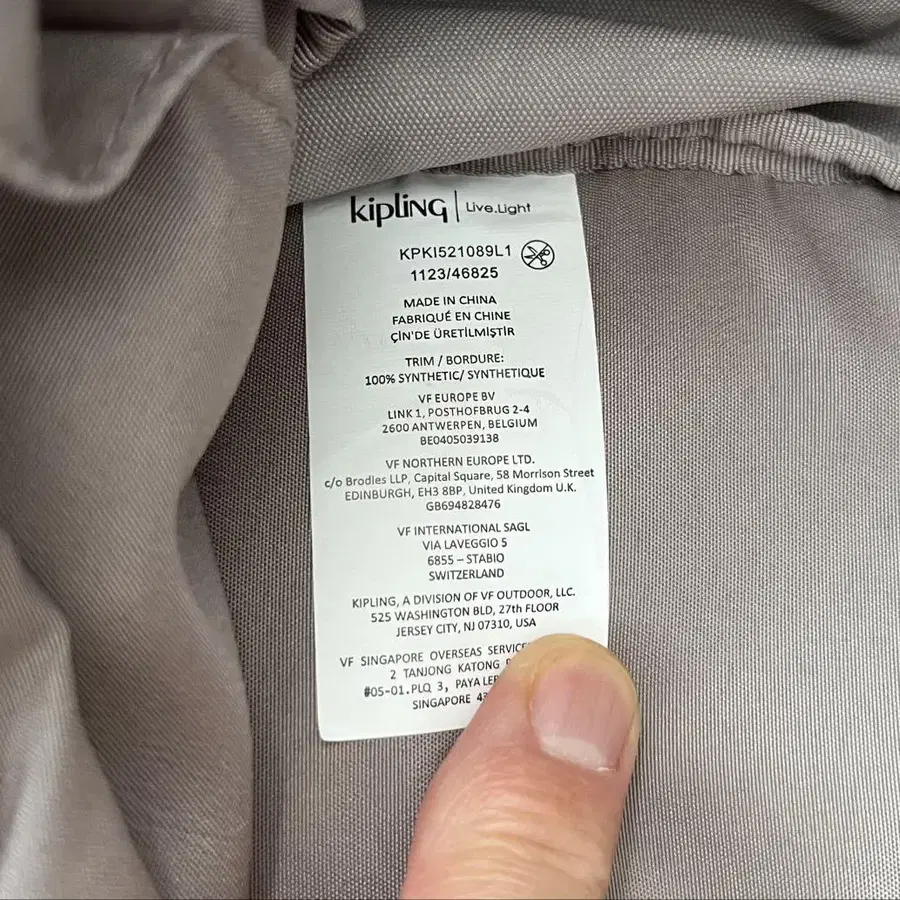 kipling | Live.Light
KPKI521089L1
1123/46825
MADE IN CHINA
FABRIQUÉ EN CHINE
ÇİN'DE ÜRETİLMİŞTİR
TRIM / BORDURE:
100% SYNTHETIC/ SYNTHETIQUE
VF EUROPE BV
LINK 1, POSTHOFBRUG 2-4
2600 ANTWERPEN, BELGIUM
BE0405039138
VF NORTHERN EUROPE LTD.
c/o Brodies LLP, Capital Square, 58 Morrison Street
EDINBURGH, EH3 8BP, United Kingdom U.K.
GB694828476
VF INTERNATIONAL SAGL
VIA LAVEGGIO 5
6855 – STABIO
SWITZERLAND
KIPLING, A DIVISION OF VF OUTDOOR, LLC.
525 WASHINGTON BLD, 27th FLOOR
JERSEY CITY, NJ 07310, USA
VF SINGAPORE OVERSEAS
2 TANJONG KATONG
#05-01.PLQ 3, PAYA
SINGAPORE